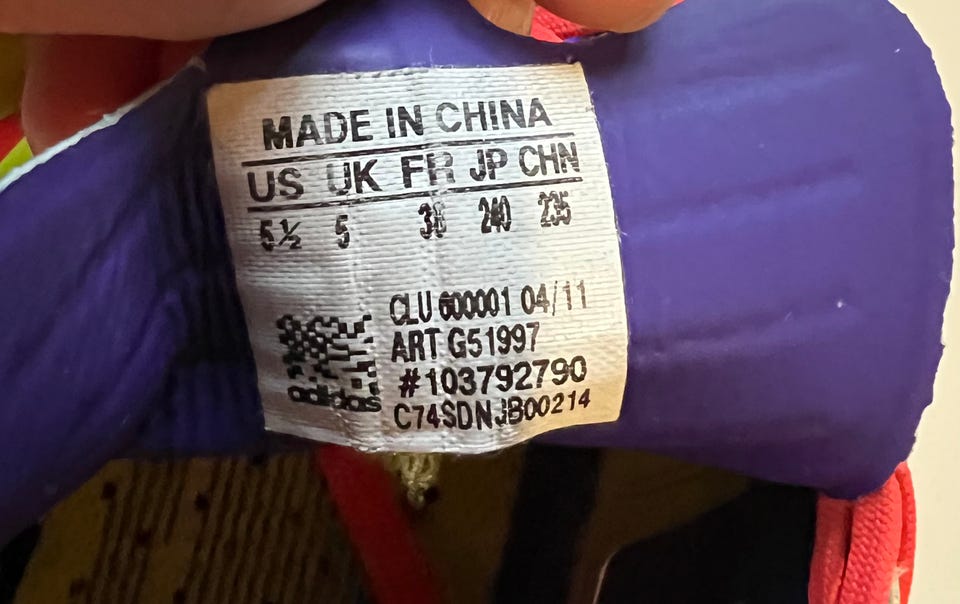 MADE IN CHINA
US UK FR JP CHN
5½ 5 38 240 235
CLU 600001 04/11
ART G51997
#103792790
adidas
C74SDNJB00214